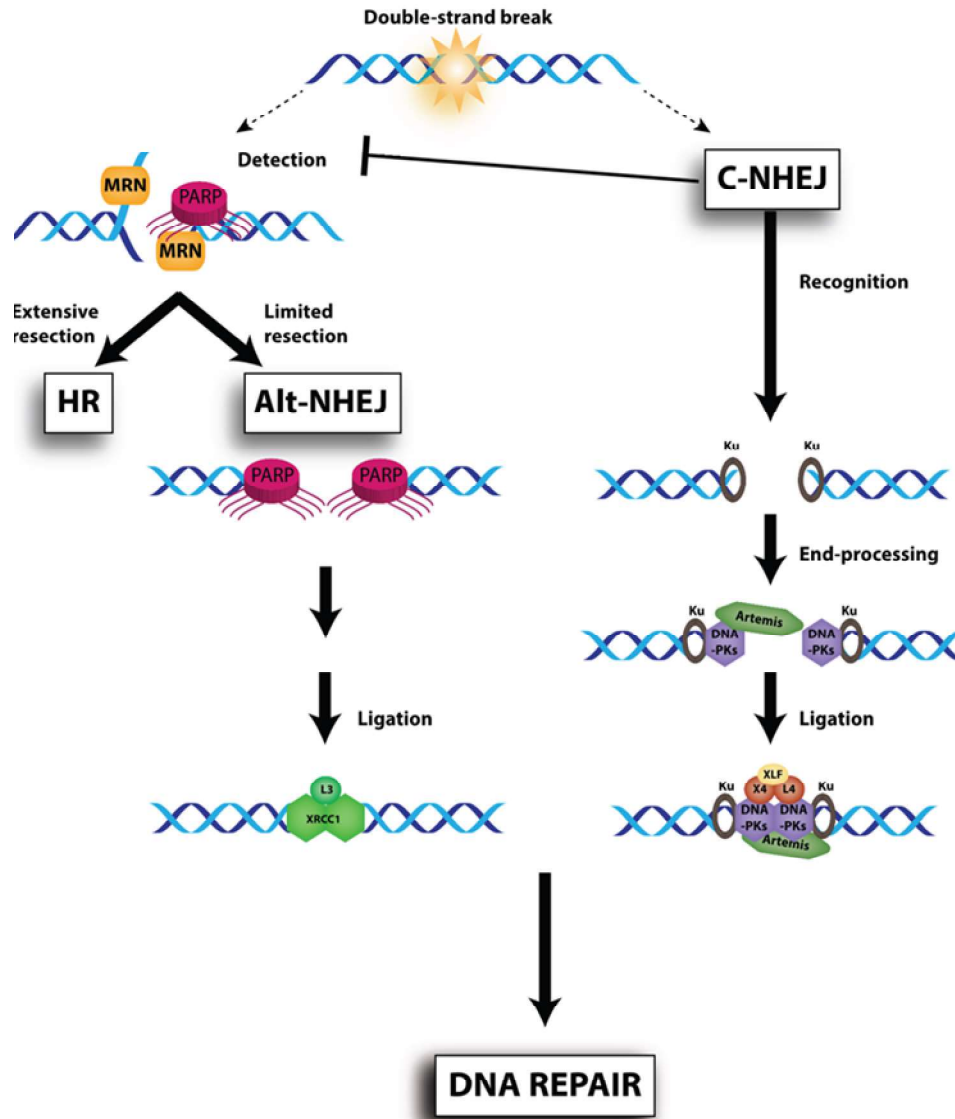 Double-strand break
Detection
C-NHEJ
MRN
PARP
MRN
Recognition
Extensive
resection
Limited
resection
HR
Alt-NHEJ
PARP
PARP
Ku
Ku
End-processing
Ku
Artemis
Ku
DNA
-PKs
DNA
-PKs
Ligation
Ligation
L3
XRCC1
XLF
X4
L4
Ku
Ku
DNA
-PKs
DNA
-PKs
Artemis
DNA REPAIR